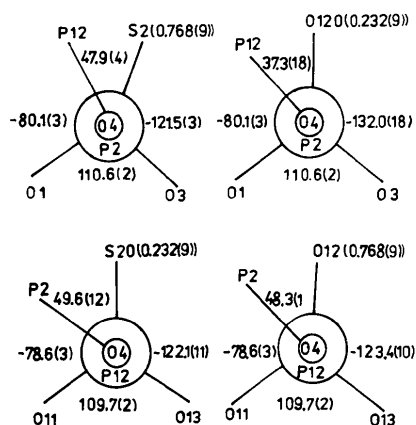 P12 S2(0.768(9))
47.9(4)
-80.1(3) O4 -121.5(3)
P2
110.6(2)
O1 O3
O120(0.232(9))
P12
37.3(18)
-80.1(3) O4 -132.0(18)
P2
110.6(2)
O1 O3
S20(0.232(9))
P2
49.6(12)
-78.6(3) O4 -122.1(11)
P12
109.7(2)
O11 O13
O12(0.768(9))
P2
48.3(1
-78.6(3) O4 -123.4(10)
P12
109.7(2)
O11 O13